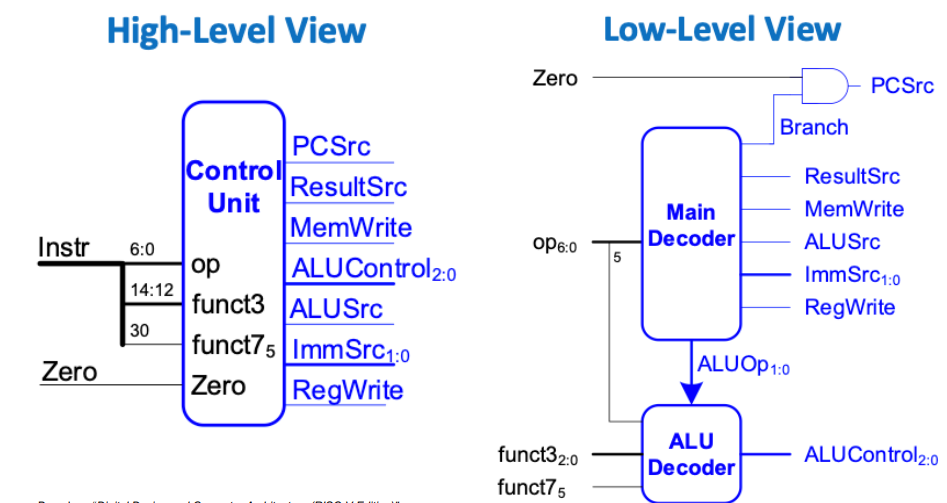 High-Level View
Low-Level View
Control
Unit
Instr
6:0
14:12
30
Zero
op
funct3
funct7₅
Zero
PCSrc
ResultSrc
MemWrite
ALUControl₂:₀
ALUSrc
ImmSrc₁:₀
RegWrite
Zero
PCSrc
Branch
Main
Decoder
op₆:₀
5
ResultSrc
MemWrite
ALUSrc
ImmSrc₁:₀
RegWrite
ALUOp₁:₀
ALU
Decoder
funct3₂:₀
funct7₅
ALUControl₂:₀